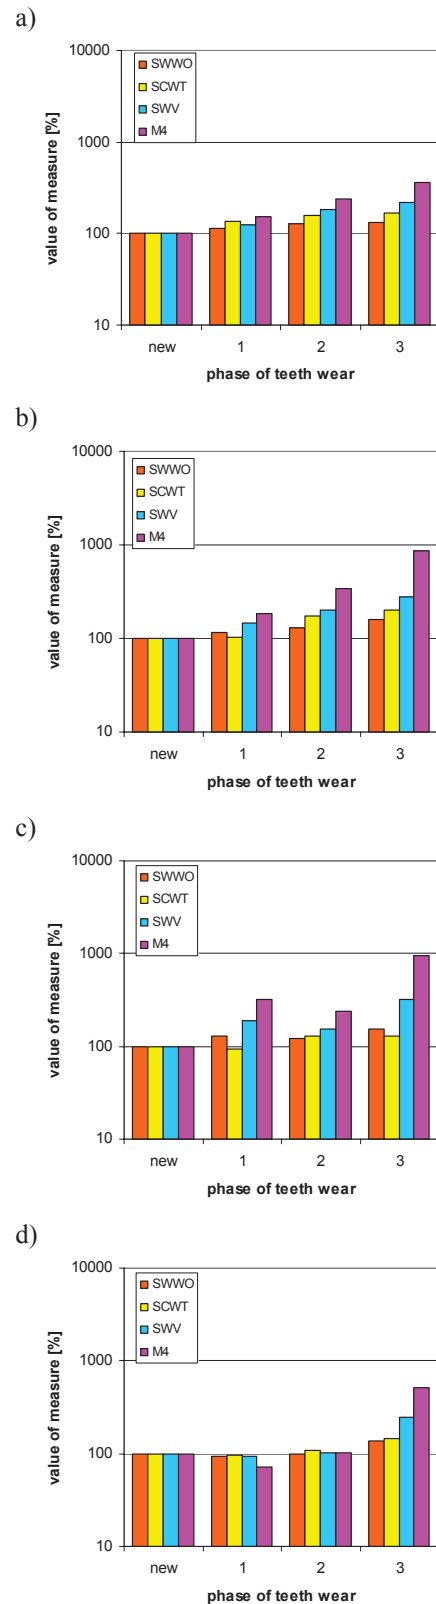 a)
10000
1000
100
10
value of measure [%]
SWWO
SCWT
SWV
M4
new 1 2 3
phase of teeth wear
b)
10000
1000
100
10
value of measure [%]
SWWO
SCWT
SWV
M4
new 1 2 3
phase of teeth wear
c)
10000
1000
100
10
value of measure [%]
SWWO
SCWT
SWV
M4
new 1 2 3
phase of teeth wear
d)
10000
1000
100
10
value of measure [%]
SWWO
SCWT
SWV
M4
new 1 2 3
phase of teeth wear